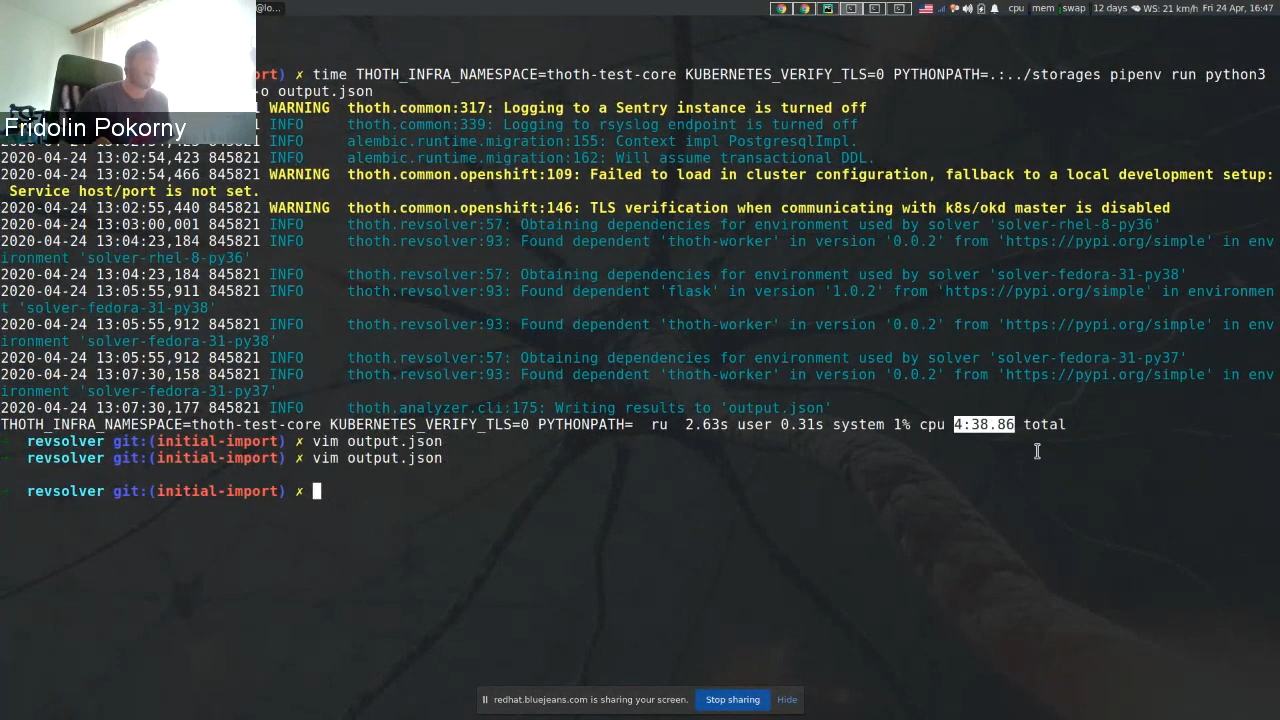 @lo... 12 days WS: 21 km/h Fri 24 Apr, 16:47
cpu mem swap
ort) ✗ time THOTH_INFRA_NAMESPACE=thoth-test-core KUBERNETES_VERIFY_TLS=0 PYTHONPATH=.:../storages pipenv run python3
-o output.json
821 WARNING thoth.common:317: Logging to a Sentry instance is turned off
821 INFO thoth.common:339: Logging to rsyslog endpoint is turned off
Fridolin Pokorny
821 INFO alembic.runtime.migration:155: Context impl PostgresqlImpl.
2020-04-24 13:02:54,423 845821 INFO alembic.runtime.migration:162: Will assume transactional DDL.
2020-04-24 13:02:54,466 845821 WARNING thoth.common.openshift:109: Failed to load in cluster configuration, fallback to a local development setup:
Service host/port is not set.
2020-04-24 13:02:55,440 845821 WARNING thoth.common.openshift:146: TLS verification when communicating with k8s/okd master is disabled
2020-04-24 13:03:00,001 845821 INFO thoth.revsolver:57: Obtaining dependencies for environment used by solver 'solver-rhel-8-py36'
2020-04-24 13:04:23,184 845821 INFO thoth.revsolver:93: Found dependent 'thoth-worker' in version '0.0.2' from 'https://pypi.org/simple' in env
ironment 'solver-rhel-8-py36'
2020-04-24 13:04:23,184 845821 INFO thoth.revsolver:57: Obtaining dependencies for environment used by solver 'solver-fedora-31-py38'
2020-04-24 13:05:55,911 845821 INFO thoth.revsolver:93: Found dependent 'flask' in version '1.0.2' from 'https://pypi.org/simple' in environmen
t 'solver-fedora-31-py38'
2020-04-24 13:05:55,912 845821 INFO thoth.revsolver:93: Found dependent 'thoth-worker' in version '0.0.2' from 'https://pypi.org/simple' in env
ironment 'solver-fedora-31-py38'
2020-04-24 13:05:55,912 845821 INFO thoth.revsolver:57: Obtaining dependencies for environment used by solver 'solver-fedora-31-py37'
2020-04-24 13:07:30,158 845821 INFO thoth.revsolver:93: Found dependent 'thoth-worker' in version '0.0.2' from 'https://pypi.org/simple' in env
ironment 'solver-fedora-31-py37'
2020-04-24 13:07:30,177 845821 INFO thoth.analyzer.cli:175: Writing results to 'output.json'
THOTH_INFRA_NAMESPACE=thoth-test-core KUBERNETES_VERIFY_TLS=0 PYTHONPATH= ru 2.63s user 0.31s system 1% cpu 4:38.86 total
revsolver git:(initial-import) ✗ vim output.json
revsolver git:(initial-import) ✗ vim output.json
revsolver git:(initial-import) ✗
redhat.bluejeans.com is sharing your screen. Stop sharing Hide